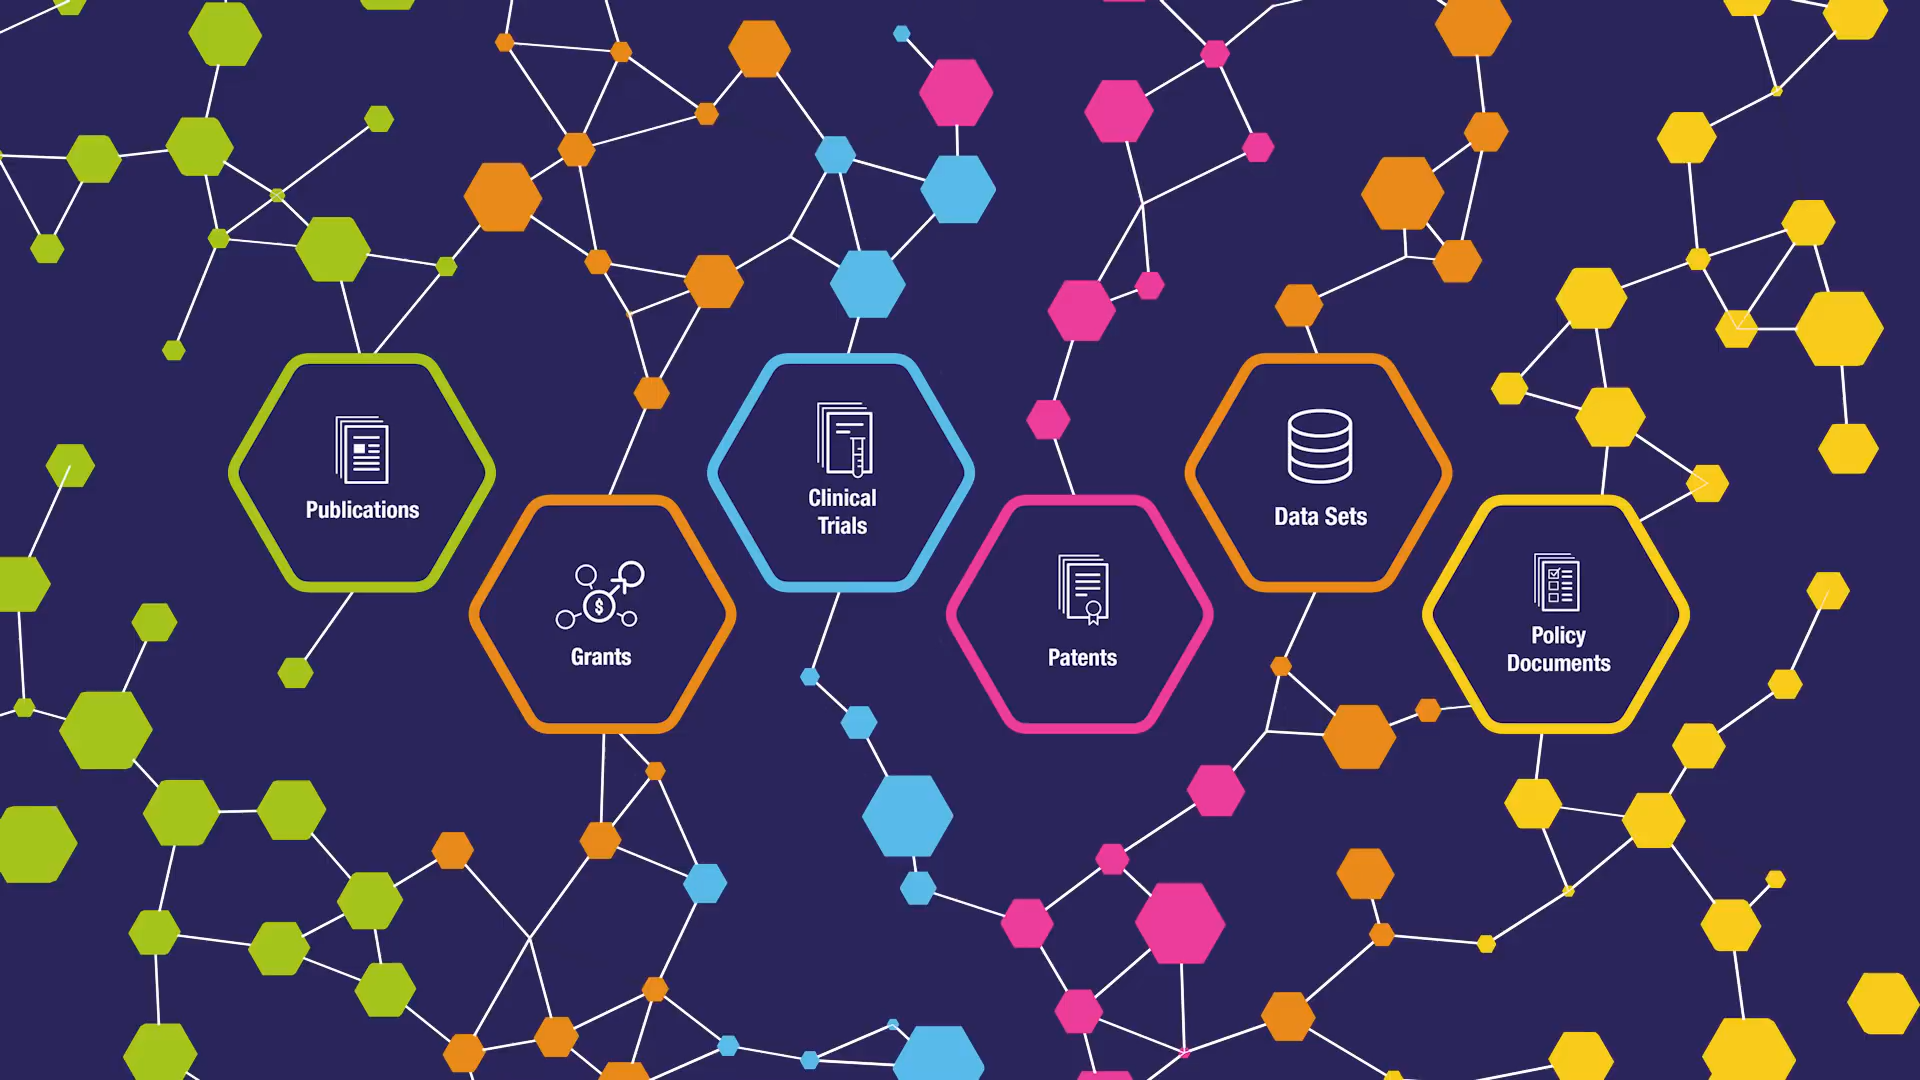 Publications
Grants
Clinical
Trials
Patents
Data Sets
Policy
Documents
$